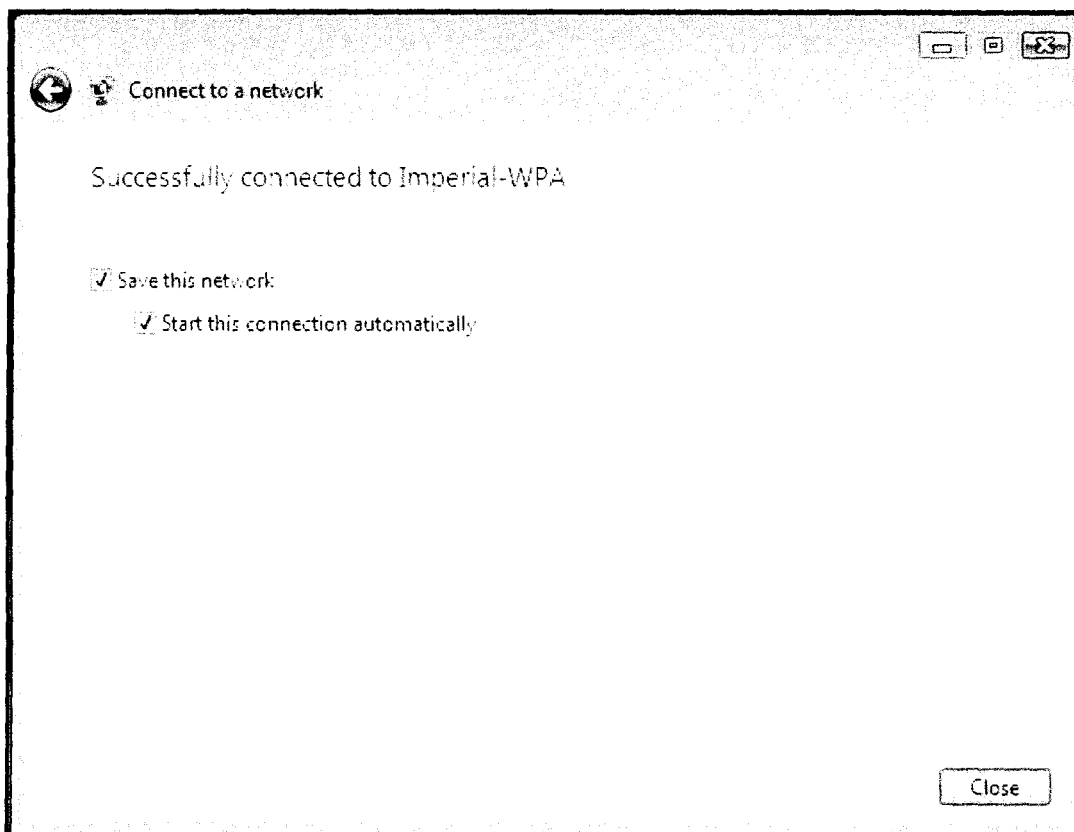 Connect to a network
Successfully connected to Imperial-WPA
Save this network
Start this connection automatically
Close